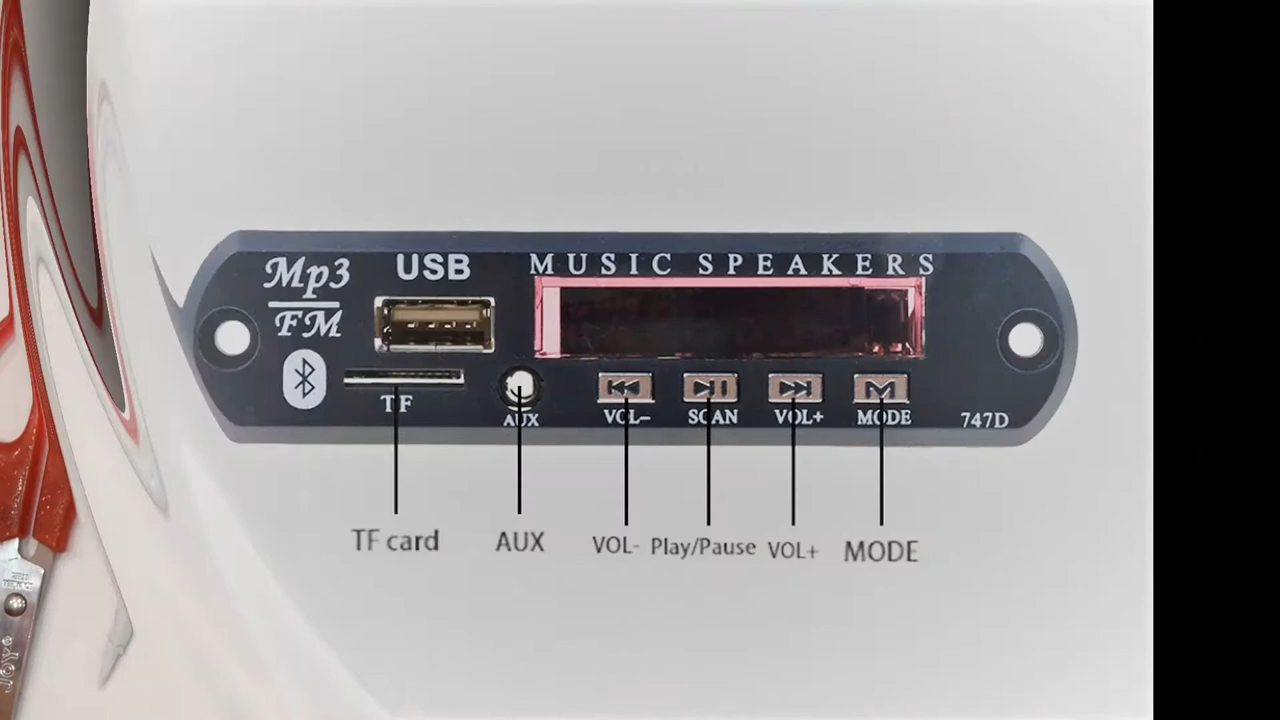 Mp3
FM
USB
MUSIC SPEAKERS
TF
AUX
VOL-
SCAN
VOL+
MODE
747D
TF card
AUX
VOL-
Play/Pause
VOL+
MODE
JOY